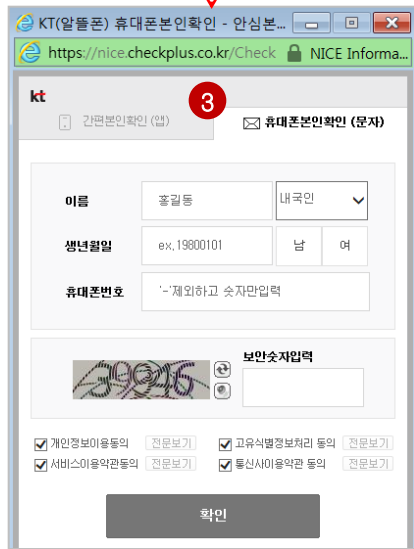 KT(알뜰폰) 휴대폰본인확인 - 안심본...
https://nice.checkplus.co.kr/Check NICE Informa...
kt
3
간편본인확인 (앱) 휴대폰본인확인 (문자)
이름 홍길동 내국인
생년월일 ex,19800101 남 여
휴대폰번호 '-'제외하고 숫자만입력
보안숫자입력
개인정보이용동의 전문보기 고유식별정보처리 동의 전문보기
서비스이용약관동의 전문보기 통신사이용약관 동의 전문보기
확인